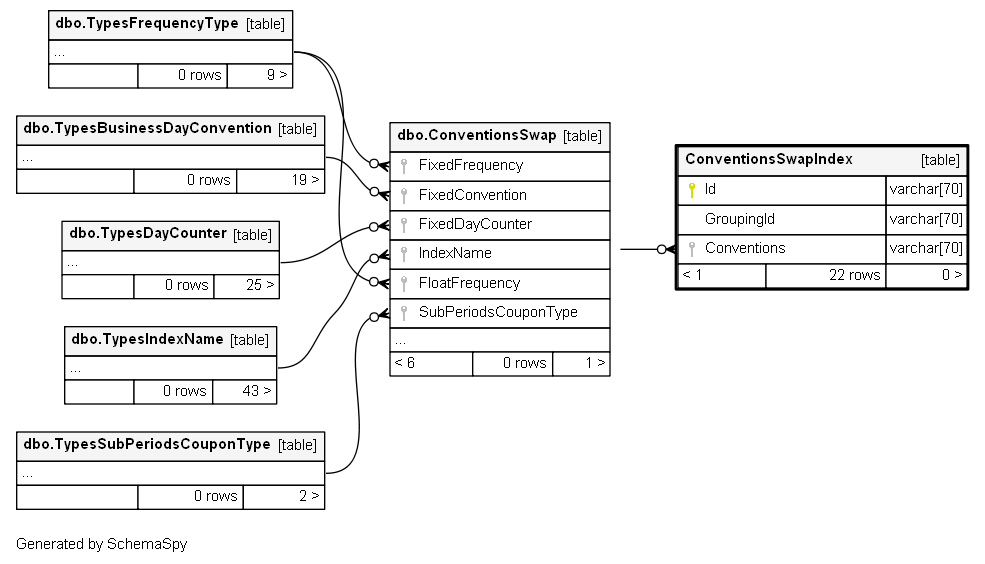 dbo.TypesFrequencyType [table]
...
0 rows 9 >
dbo.TypesBusinessDayConvention [table]
...
0 rows 19 >
dbo.TypesDayCounter [table]
...
0 rows 25 >
dbo.TypesIndexName [table]
...
0 rows 43 >
dbo.TypesSubPeriodsCouponType [table]
...
0 rows 2 >
dbo.ConventionsSwap [table]
FixedFrequency
FixedConvention
FixedDayCounter
IndexName
FloatFrequency
SubPeriodsCouponType
...
< 6 0 rows 1 >
ConventionsSwapIndex [table]
Id varchar[70]
GroupingId varchar[70]
Conventions varchar[70]
< 1 22 rows 0 >
Generated by SchemaSpy